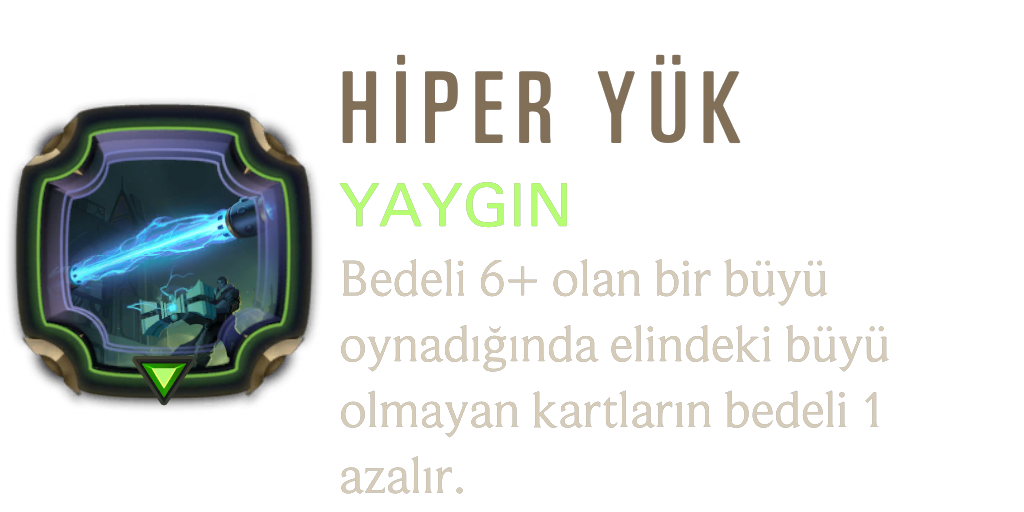 HİPER YÜK
YAYGIN
Bedeli 6+ olan bir büyü
oynadığında elindeki büyü
olmayan kartların bedeli 1
azalır.